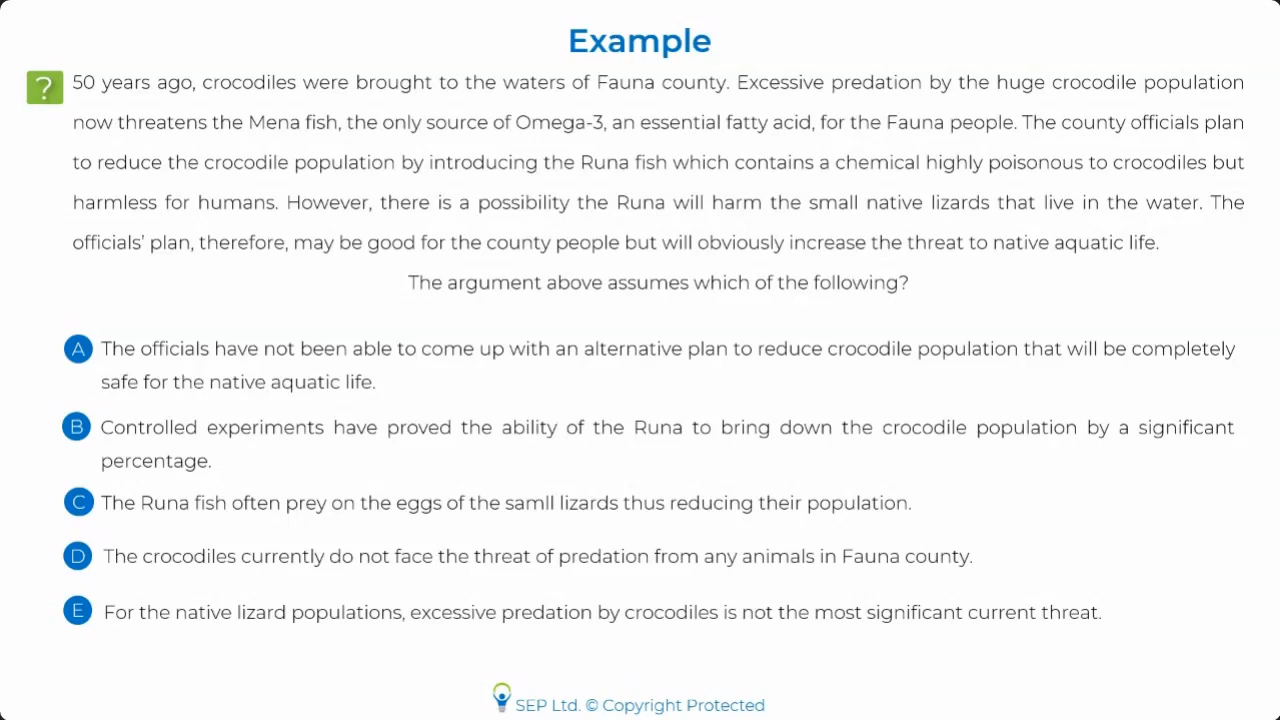 Example
?
50 years ago, crocodiles were brought to the waters of Fauna county. Excessive predation by the huge crocodile population
now threatens the Mena fish, the only source of Omega-3, an essential fatty acid, for the Fauna people. The county officials plan
to reduce the crocodile population by introducing the Runa fish which contains a chemical highly poisonous to crocodiles but
harmless for humans. However, there is a possibility the Runa will harm the small native lizards that live in the water. The
officials' plan, therefore, may be good for the county people but will obviously increase the threat to native aquatic life.
The argument above assumes which of the following?
A The officials have not been able to come up with an alternative plan to reduce crocodile population that will be completely
safe for the native aquatic life.
B Controlled experiments have proved the ability of the Runa to bring down the crocodile population by a significant
percentage.
C The Runa fish often prey on the eggs of the samll lizards thus reducing their population.
D The crocodiles currently do not face the threat of predation from any animals in Fauna county.
E For the native lizard populations, excessive predation by crocodiles is not the most significant current threat.
SEP Ltd. © Copyright Protected